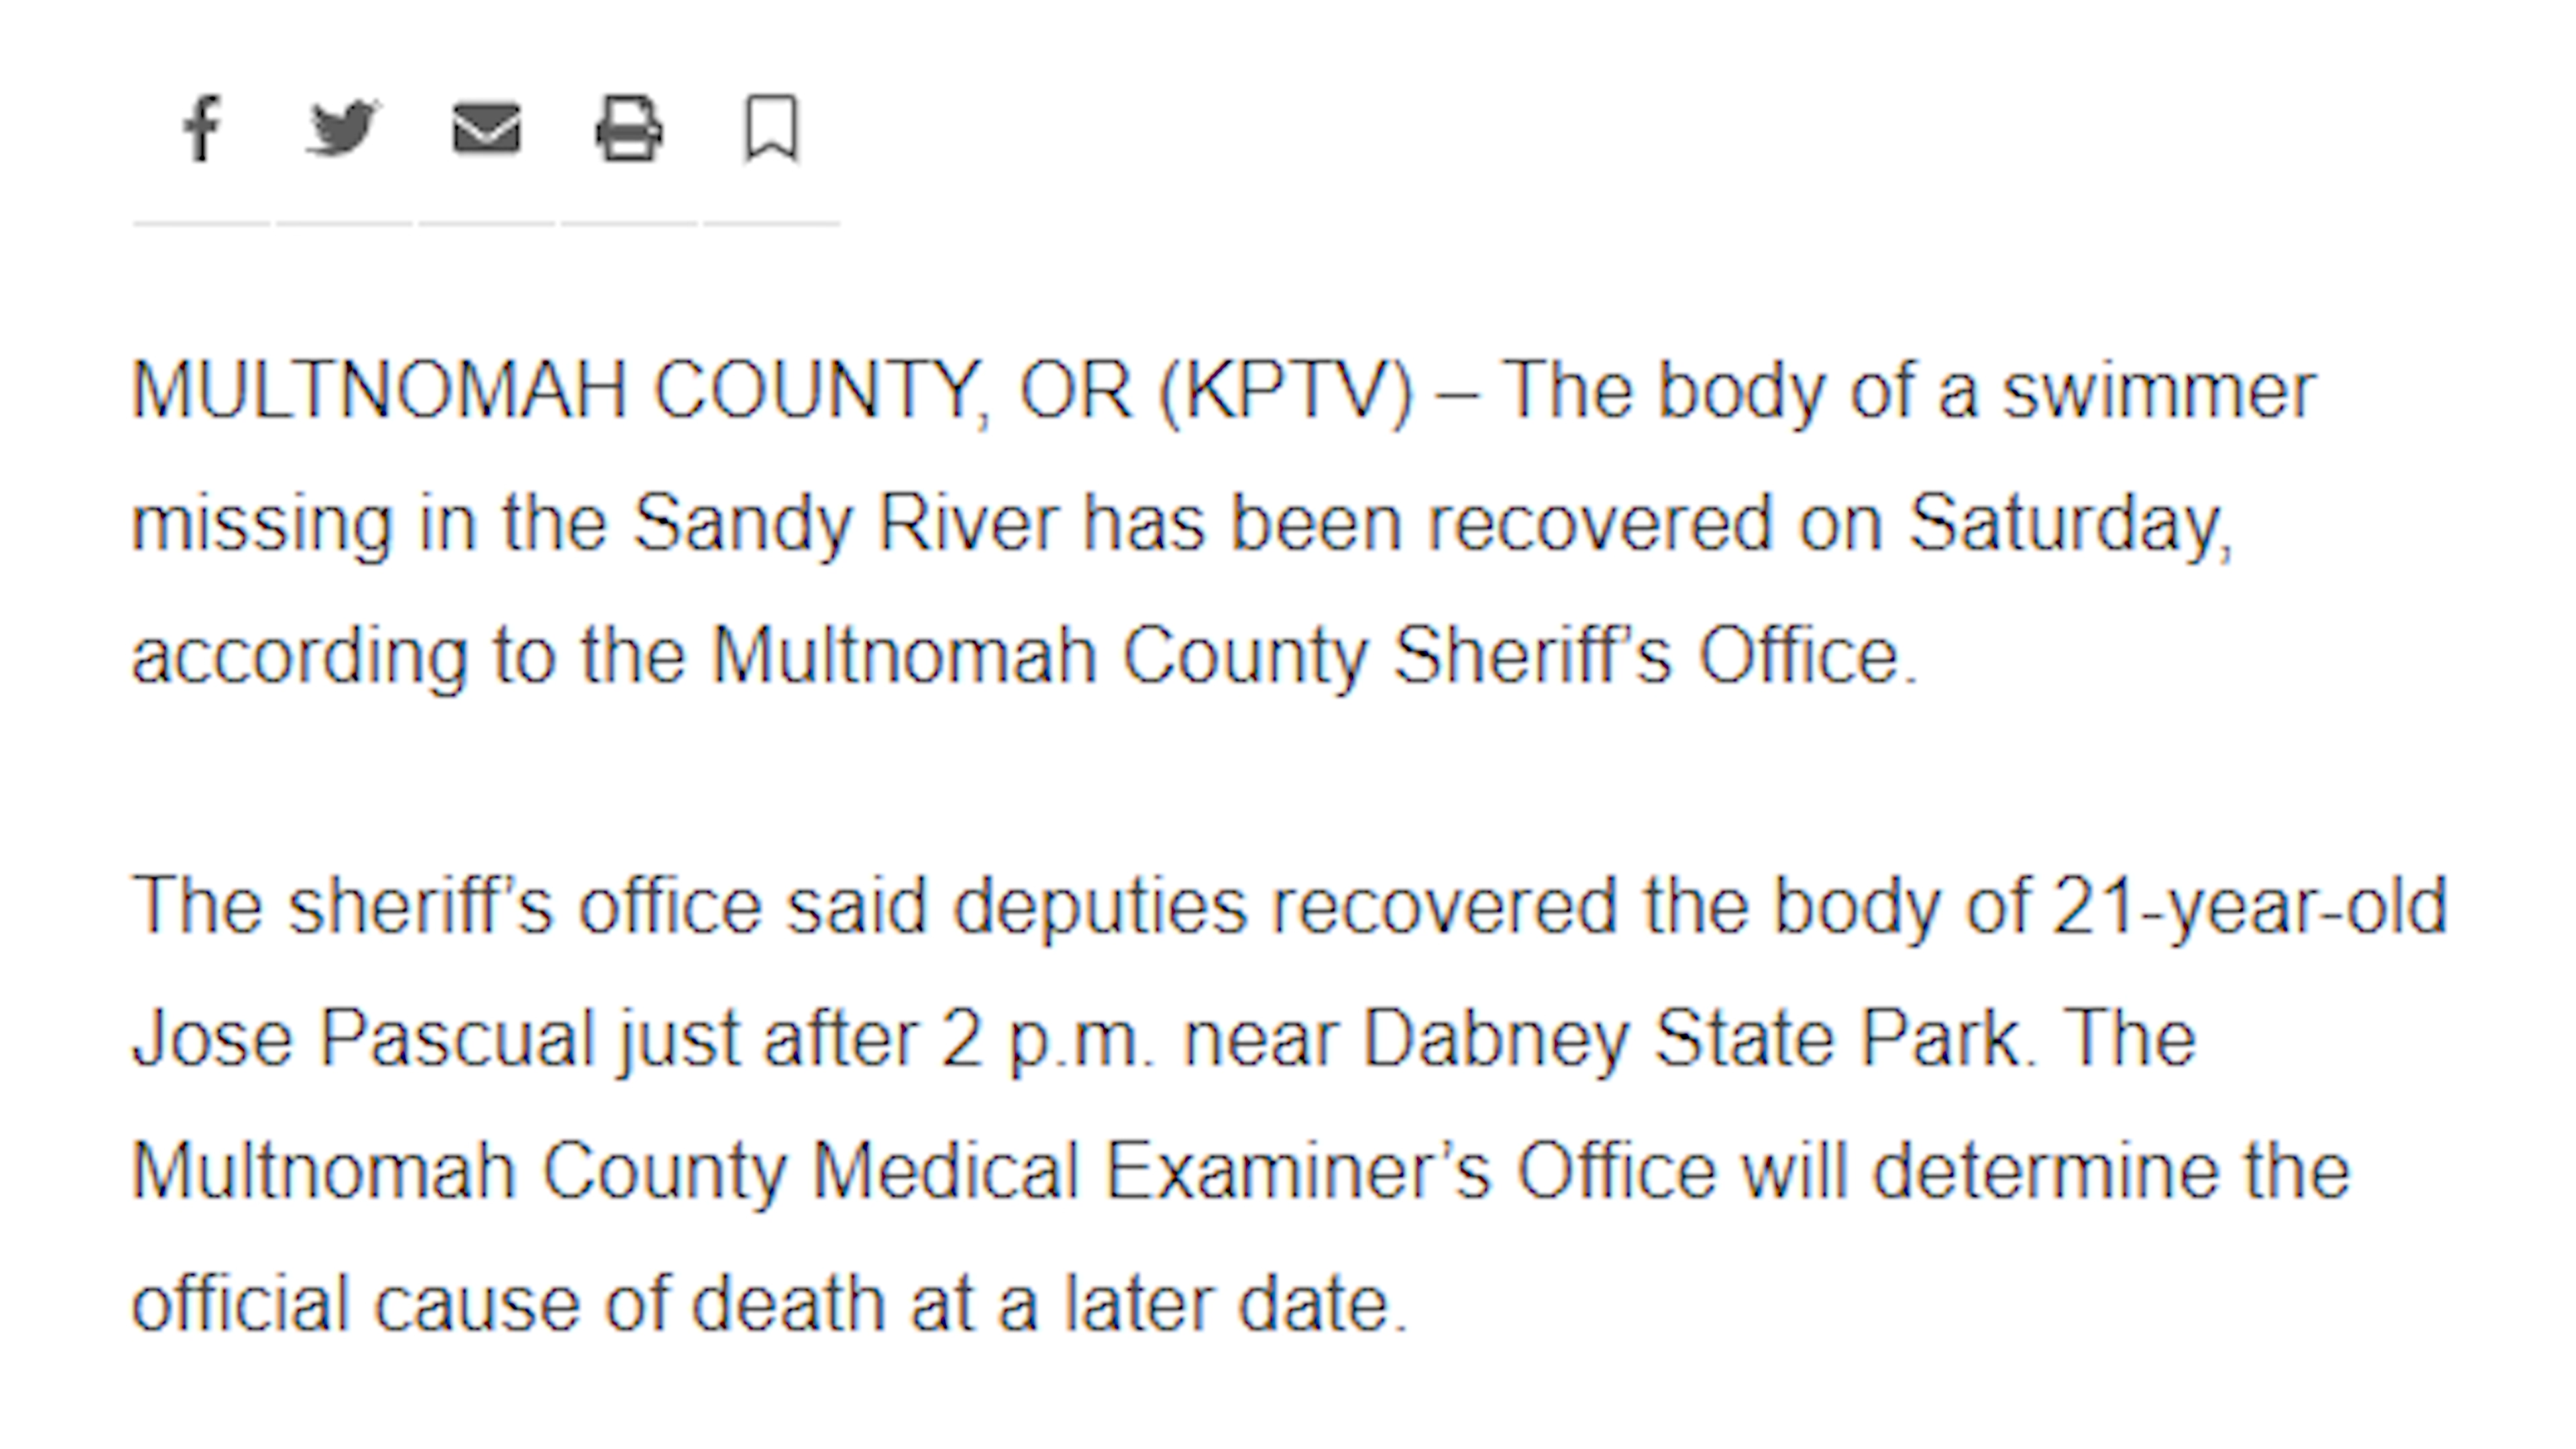 MULTNOMAH COUNTY, OR (KPTV) – The body of a swimmer
missing in the Sandy River has been recovered on Saturday,
according to the Multnomah County Sheriff’s Office.
The sheriff’s office said deputies recovered the body of 21-year-old
Jose Pascual just after 2 p.m. near Dabney State Park. The
Multnomah County Medical Examiner’s Office will determine the
official cause of death at a later date.